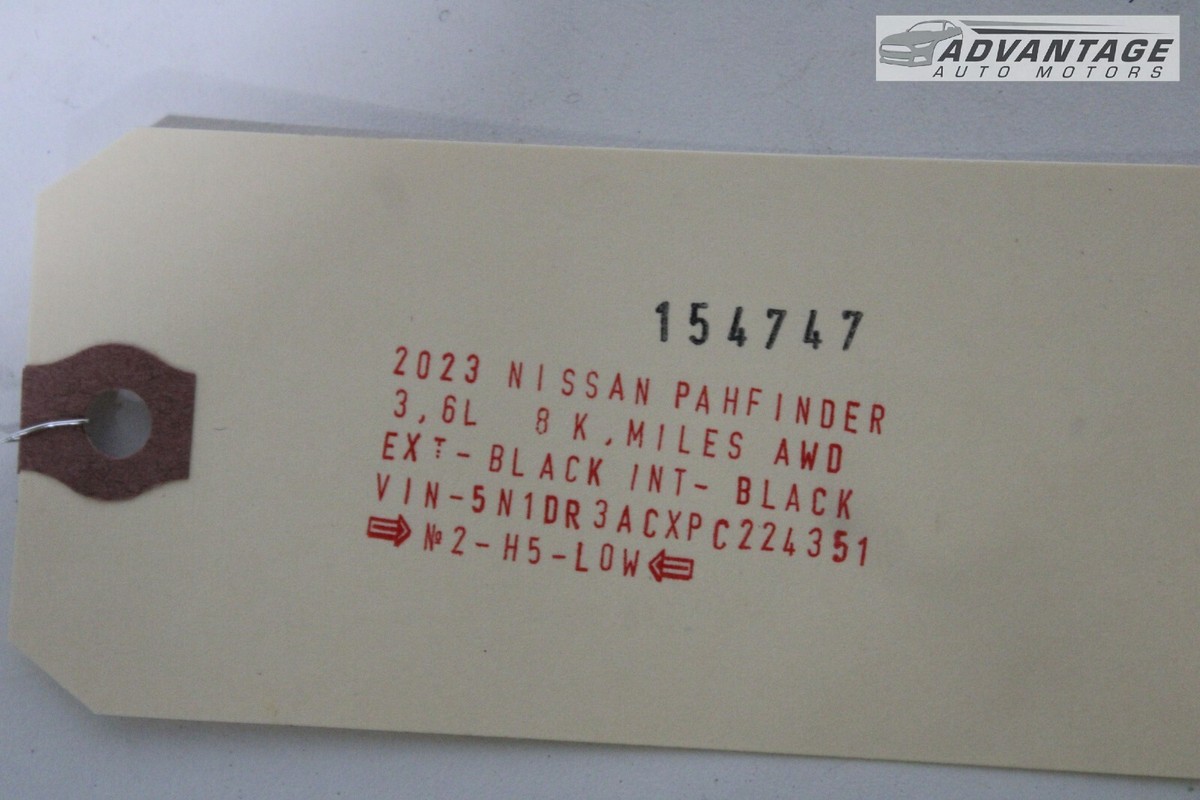 ADVANTAGE
AUTO MOTORS
154747
2023 NISSAN PAHFINDER
3,6L 8 K,MILES AWD
EXT-BLACK INT- BLACK
VIN-5N1DR3ACXPC224351
⇒ №2-H5-LOW ⇐